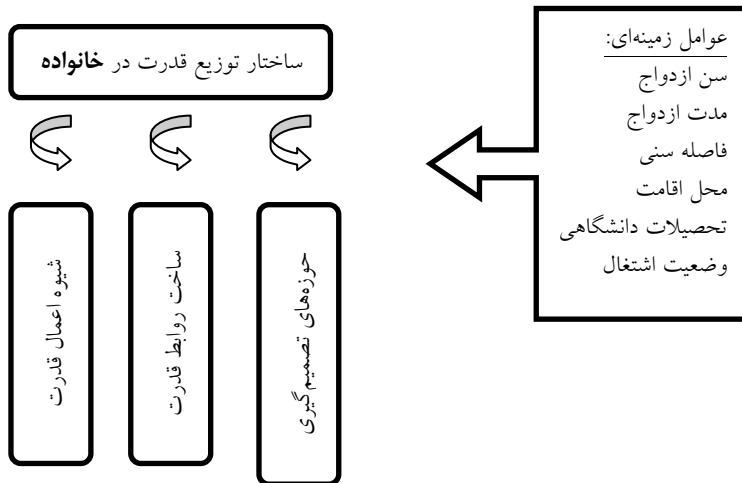 عوامل زمینه‌ای:
سن ازدواج
مدت ازدواج
فاصله سنی
محل اقامت
تحصیلات دانشگاهی
وضعیت اشتغال
ساختار توزیع قدرت در خانواده
حوزه‌های تصمیم‌گیری
ساخت روابط قدرت
شیوه اعمال قدرت